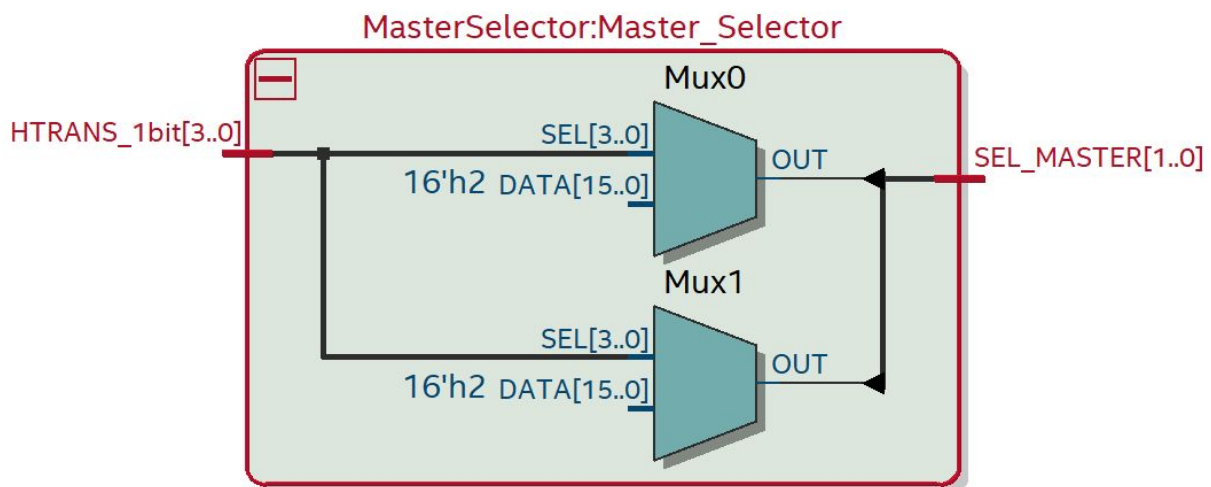 MasterSelector:Master_Selector
Mux0
HTRANS_1bit[3..0]
SEL[3..0]
OUT
SEL_MASTER[1..0]
16'h2 DATA[15..0]
Mux1
SEL[3..0]
OUT
16'h2 DATA[15..0]